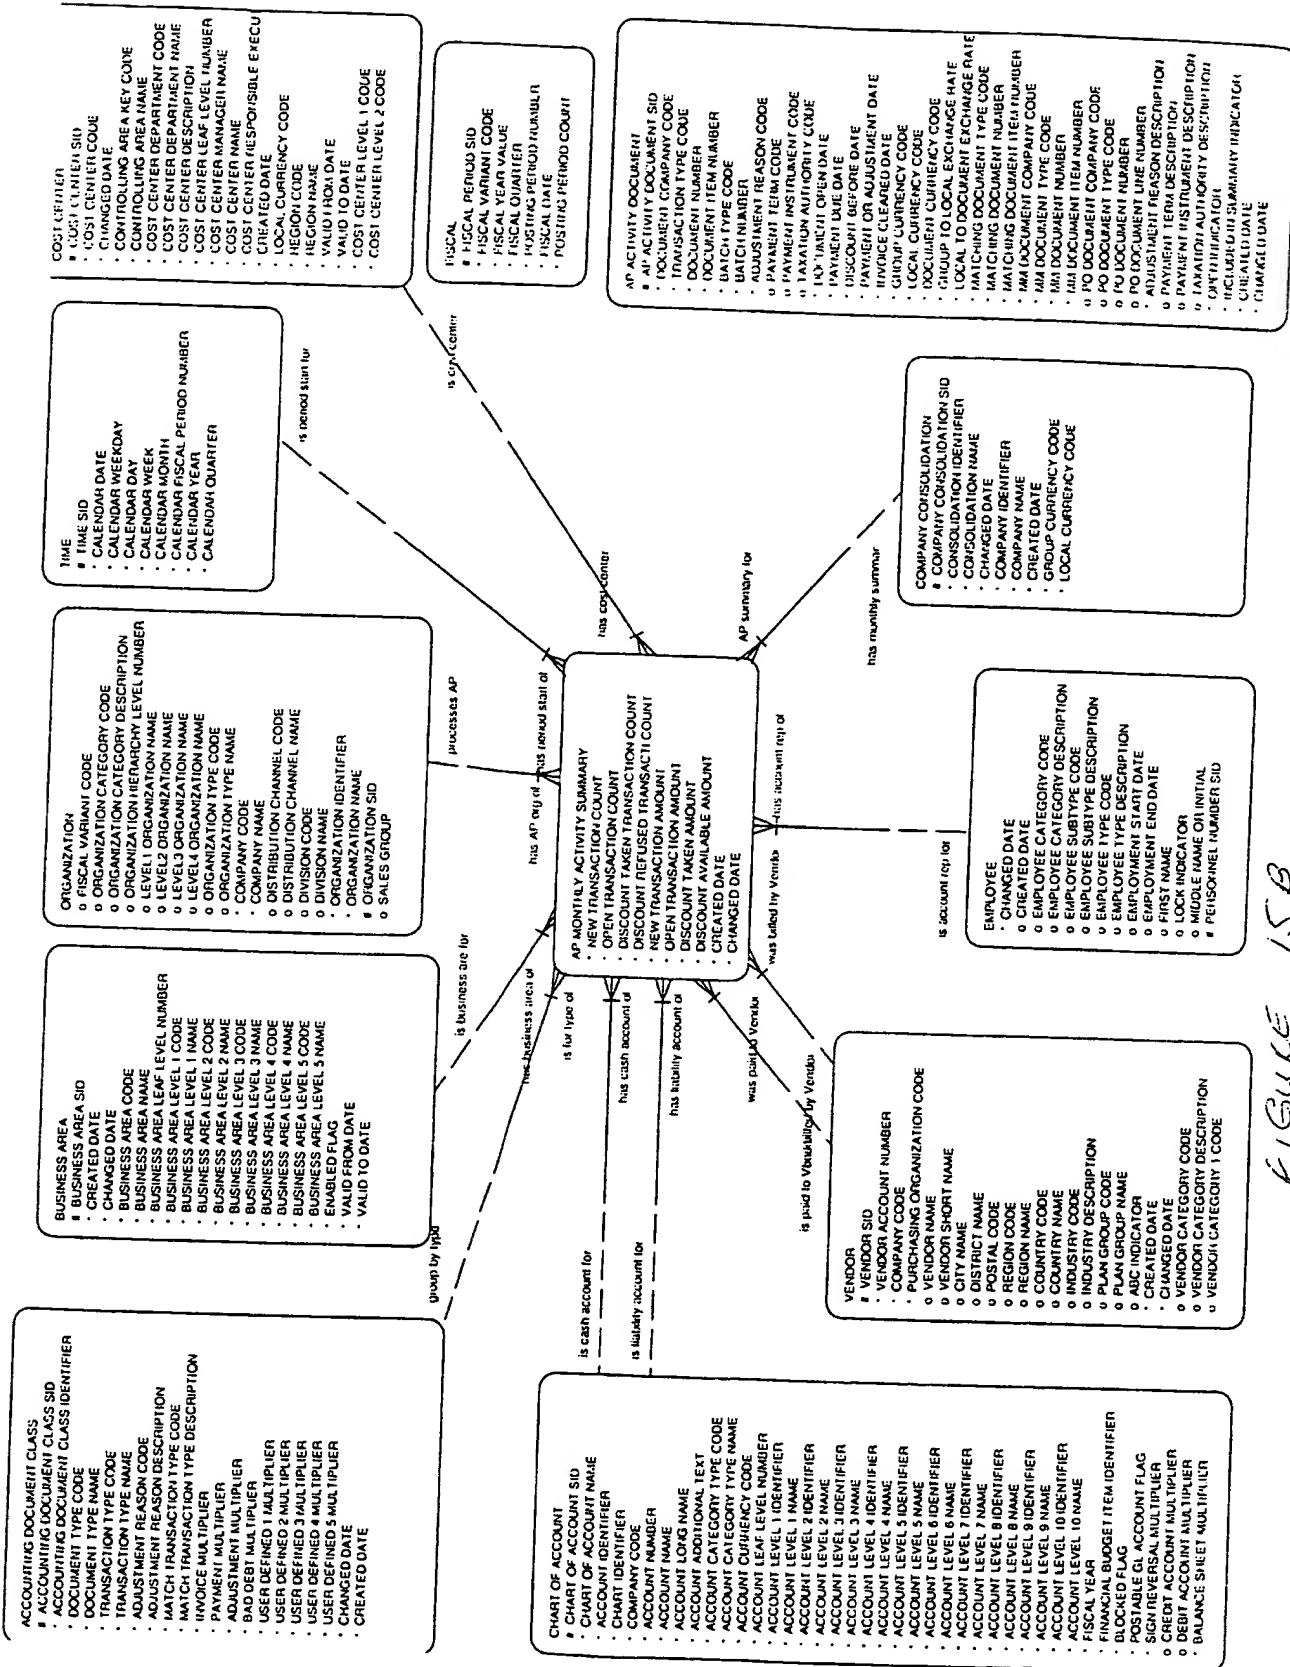 ACCOUNTING DOCUMENT CLASS
# ACCOUNTING DOCUMENT CLASS SID
· ACCOUNTING DOCUMENT CLASS IDENTIFIER
· DOCUMENT TYPE CODE
· DOCUMENT TYPE NAME
· TRANSACTION TYPE CODE
· TRANSACTION TYPE NAME
· ADJUSTMENT REASON CODE
· ADJUSTMENT REASON DESCRIPTION
· MATCH TRANSACTION TYPE CODE
· MATCH TRANSACTION TYPE DESCRIPTION
· INVOICE MULTIPLIER
· PAYMENT MULTIPLIER
· ADJUSTMENT MULTIPLIER
· BAD DEBT MULTIPLIER
· USER DEFINED 1 MULTIPLIER
· USER DEFINED 2 MULTIPLIER
· USER DEFINED 3 MULTIPLIER
· USER DEFINED 4 MULTIPLIER
· USER DEFINED 5 MULTIPLIER
· CHANGED DATE
· CREATED DATE
BUSINESS AREA
# BUSINESS AREA SID
· CREATED DATE
· CHANGED DATE
· BUSINESS AREA CODE
· BUSINESS AREA NAME
· BUSINESS AREA LEAF LEVEL NUMBER
· BUSINESS AREA LEVEL 1 CODE
· BUSINESS AREA LEVEL 1 NAME
· BUSINESS AREA LEVEL 2 CODE
· BUSINESS AREA LEVEL 2 NAME
· BUSINESS AREA LEVEL 3 CODE
· BUSINESS AREA LEVEL 3 NAME
· BUSINESS AREA LEVEL 4 CODE
· BUSINESS AREA LEVEL 4 NAME
· BUSINESS AREA LEVEL 5 CODE
· BUSINESS AREA LEVEL 5 NAME
· ENABLED FLAG
· VALID FROM DATE
· VALID TO DATE
ORGANIZATION
o FISCAL VARIANT CODE
o ORGANIZATION CATEGORY CODE
o ORGANIZATION CATEGORY DESCRIPTION
o ORGANIZATION HIERARCHY LEVEL NUMBER
o LEVEL1 ORGANIZATION NAME
o LEVEL2 ORGANIZATION NAME
o LEVEL3 ORGANIZATION NAME
o LEVEL4 ORGANIZATION NAME
o ORGANIZATION TYPE CODE
o ORGANIZATION TYPE NAME
· COMPANY CODE
· COMPANY NAME
o DISTRIBUTION CHANNEL CODE
o DISTRIBUTION CHANNEL NAME
o DIVISION CODE
o DIVISION NAME
· ORGANIZATION IDENTIFIER
· ORGANIZATION NAME
# ORGANIZATION SID
o SALES GROUP
TIME
# TIME SID
· CALENDAR DATE
· CALENDAR WEEKDAY
· CALENDAR DAY
· CALENDAR WEEK
· CALENDAR MONTH
· CALENDAR FISCAL PERIOD NUMBER
· CALENDAR YEAR
· CALENDAR QUARTER
COST CENTER
# COST CENTER SID
· COST CENTER CODE
· CHANGED DATE
· CONTROLLING AREA KEY CODE
· CONTROLLING AREA NAME
· COST CENTER DEPARTMENT CODE
· COST CENTER DEPARTMENT NAME
· COST CENTER DESCRIPTION
· COST CENTER LEAF LEVEL NUMBER
· COST CENTER MANAGER NAME
· COST CENTER NAME
· COST CENTER RESPONSIBLE EXECU
· CREATED DATE
· LOCAL CURRENCY CODE
· REGION CODE
· REGION NAME
· VALID FROM DATE
· VALID TO DATE
· COST CENTER LEVEL 1 CODE
· COST CENTER LEVEL 2 CODE
FISCAL
# FISCAL PERIOD SID
· FISCAL VARIANT CODE
· FISCAL YEAR VALUE
· FISCAL QUARTER
· POSTING PERIOD NUMBER
· FISCAL DATE
· POSTING PERIOD COUNT
group by type
is business are for
processes AP
is period start for
is cost center
has business area of
is for type of
has AP org of
has period start of
has cost center
AP MONTHLY ACTIVITY SUMMARY
· NEW TRANSACTION COUNT
· OPEN TRANSACTION COUNT
· DISCOUNT TAKEN TRANSACTION COUNT
· DISCOUNT REFUSED TRANSACTI COUNT
· NEW TRANSACTION AMOUNT
· OPEN TRANSACTION AMOUNT
· DISCOUNT TAKEN AMOUNT
· DISCOUNT AVAILABLE AMOUNT
· CREATED DATE
· CHANGED DATE
is cash account for
has cash account of
is liability account for
has liability account of
was paid to Vendor
was billed by Vendor
is paid to Vendor
billed by Vendor
has account rep of
is account rep for
AP summary for
has monthly summar
CHART OF ACCOUNT
# CHART OF ACCOUNT SID
· CHART OF ACCOUNT NAME
· ACCOUNT IDENTIFIER
· CHART IDENTIFIER
· COMPANY CODE
· ACCOUNT NUMBER
· ACCOUNT NAME
· ACCOUNT LONG NAME
· ACCOUNT ADDITIONAL TEXT
· ACCOUNT CATEGORY TYPE CODE
· ACCOUNT CATEGORY TYPE NAME
· ACCOUNT CURRENCY CODE
· ACCOUNT LEAF LEVEL NUMBER
· ACCOUNT LEVEL 1 IDENTIFIER
· ACCOUNT LEVEL 1 NAME
· ACCOUNT LEVEL 2 IDENTIFIER
· ACCOUNT LEVEL 2 NAME
· ACCOUNT LEVEL 3 IDENTIFIER
· ACCOUNT LEVEL 3 NAME
· ACCOUNT LEVEL 4 IDENTIFIER
· ACCOUNT LEVEL 4 NAME
· ACCOUNT LEVEL 5 IDENTIFIER
· ACCOUNT LEVEL 5 NAME
· ACCOUNT LEVEL 6 IDENTIFIER
· ACCOUNT LEVEL 6 NAME
· ACCOUNT LEVEL 7 IDENTIFIER
· ACCOUNT LEVEL 7 NAME
· ACCOUNT LEVEL 8 IDENTIFIER
· ACCOUNT LEVEL 8 NAME
· ACCOUNT LEVEL 9 IDENTIFIER
· ACCOUNT LEVEL 9 NAME
· ACCOUNT LEVEL 10 IDENTIFIER
· ACCOUNT LEVEL 10 NAME
· FISCAL YEAR
· FINANCIAL BUDGET ITEM IDENTIFIER
· BLOCKED FLAG
· POSTABLE GL ACCOUNT FLAG
· SIGN REVERSAL MULTIPLIER
o CREDIT ACCOUNT MULTIPLIER
o DEBIT ACCOUNT MULTIPLIER
· BALANCE SHEET MULTIPLIER
VENDOR
# VENDOR SID
· VENDOR ACCOUNT NUMBER
· COMPANY CODE
· PURCHASING ORGANIZATION CODE
o VENDOR NAME
o VENDOR SHORT NAME
o CITY NAME
o DISTRICT NAME
o POSTAL CODE
o REGION CODE
o REGION NAME
o COUNTRY CODE
o COUNTRY NAME
o INDUSTRY CODE
o INDUSTRY DESCRIPTION
o PLAN GROUP CODE
o PLAN GROUP NAME
o ABC INDICATOR
· CREATED DATE
· CHANGED DATE
o VENDOR CATEGORY CODE
o VENDOR CATEGORY DESCRIPTION
o VENDOR CATEGORY 1 CODE
EMPLOYEE
· CHANGED DATE
o CREATED DATE
o EMPLOYEE CATEGORY CODE
o EMPLOYEE CATEGORY DESCRIPTION
o EMPLOYEE SUBTYPE CODE
o EMPLOYEE SUBTYPE DESCRIPTION
o EMPLOYEE TYPE CODE
o EMPLOYEE TYPE DESCRIPTION
o EMPLOYMENT START DATE
o EMPLOYMENT END DATE
o FIRST NAME
o LOCK INDICATOR
o MIDDLE NAME OR INITIAL
# PERSONNEL NUMBER SID
COMPANY CONSOLIDATION
# COMPANY CONSOLIDATION SID
· CONSOLIDATION IDENTIFIER
· CONSOLIDATION NAME
· CHANGED DATE
· COMPANY IDENTIFIER
· COMPANY NAME
· CREATED DATE
· GROUP CURRENCY CODE
· LOCAL CURRENCY CODE
AP ACTIVITY DOCUMENT
# AP ACTIVITY DOCUMENT SID
· DOCUMENT COMPANY CODE
· TRANSACTION TYPE CODE
· DOCUMENT NUMBER
· DOCUMENT ITEM NUMBER
· BATCH TYPE CODE
· BATCH NUMBER
· ADJUSTMENT REASON CODE
o PAYMENT TERM CODE
o PAYMENT INSTRUMENT CODE
o TAXATION AUTHORITY CODE
· DOCUMENT OPEN DATE
· PAYMENT DUE DATE
· DISCOUNT BEFORE DATE
· PAYMENT OR ADJUSTMENT DATE
· INVOICE CLEARED DATE
· GROUP CURRENCY CODE
· LOCAL CURRENCY CODE
· DOCUMENT CURRENCY CODE
· GROUP TO LOCAL EXCHANGE RATE
· LOCAL TO DOCUMENT EXCHANGE RATE
· MATCHING DOCUMENT TYPE CODE
· MATCHING DOCUMENT NUMBER
· MATCHING DOCUMENT ITEM NUMBER
· MM DOCUMENT COMPANY CODE
· MM DOCUMENT TYPE CODE
· MM DOCUMENT NUMBER
· MM DOCUMENT ITEM NUMBER
o PO DOCUMENT COMPANY CODE
o PO DOCUMENT TYPE CODE
o PO DOCUMENT NUMBER
o PO DOCUMENT LINE NUMBER
· ADJUSTMENT REASON DESCRIPTION
o PAYMENT TERM DESCRIPTION
o PAYMENT INSTRUMENT DESCRIPTION
o TAXATION AUTHORITY DESCRIPTION
· OPEN INDICATOR
· INCLUDED IN SUMMARY INDICATOR
· CREATED DATE
· CHANGED DATE
FIGURE 15B